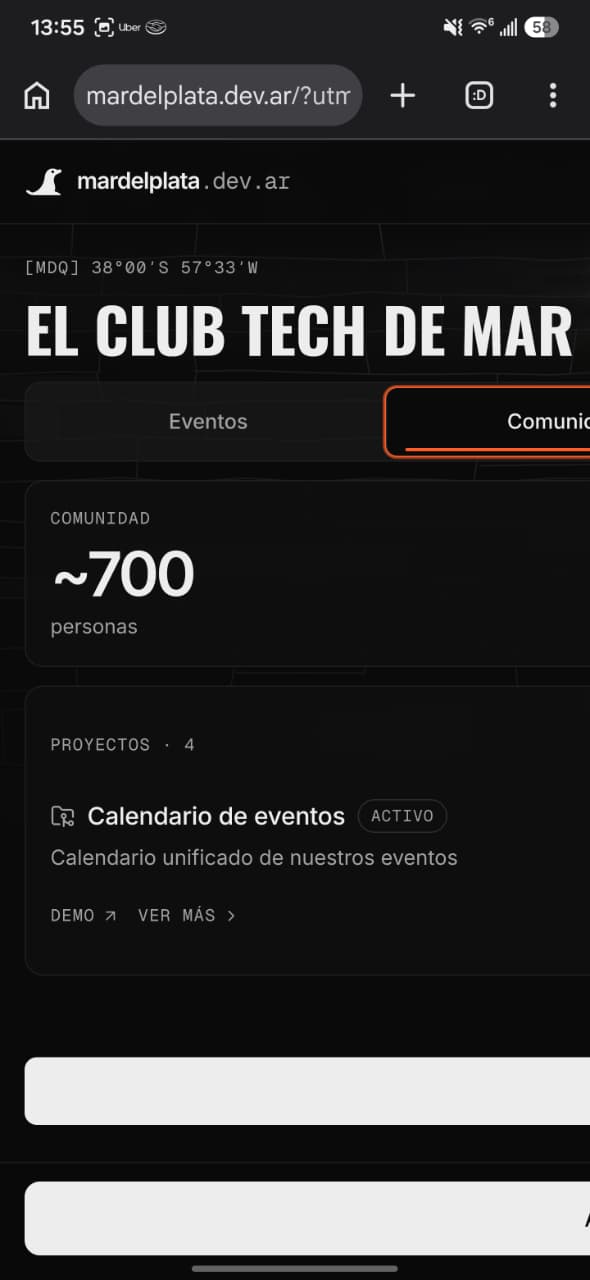 13:55 Uber 6 58
mardelplata.dev.ar/?utm
:D
mardelplata.dev.ar
[MDQ] 38°00′S 57°33′W
EL CLUB TECH DE MAR
Eventos
COMUNIDAD
~700
personas
PROYECTOS · 4
Calendario de eventos ACTIVO
Calendario unificado de nuestros eventos
DEMO ↗ VER MÁS >